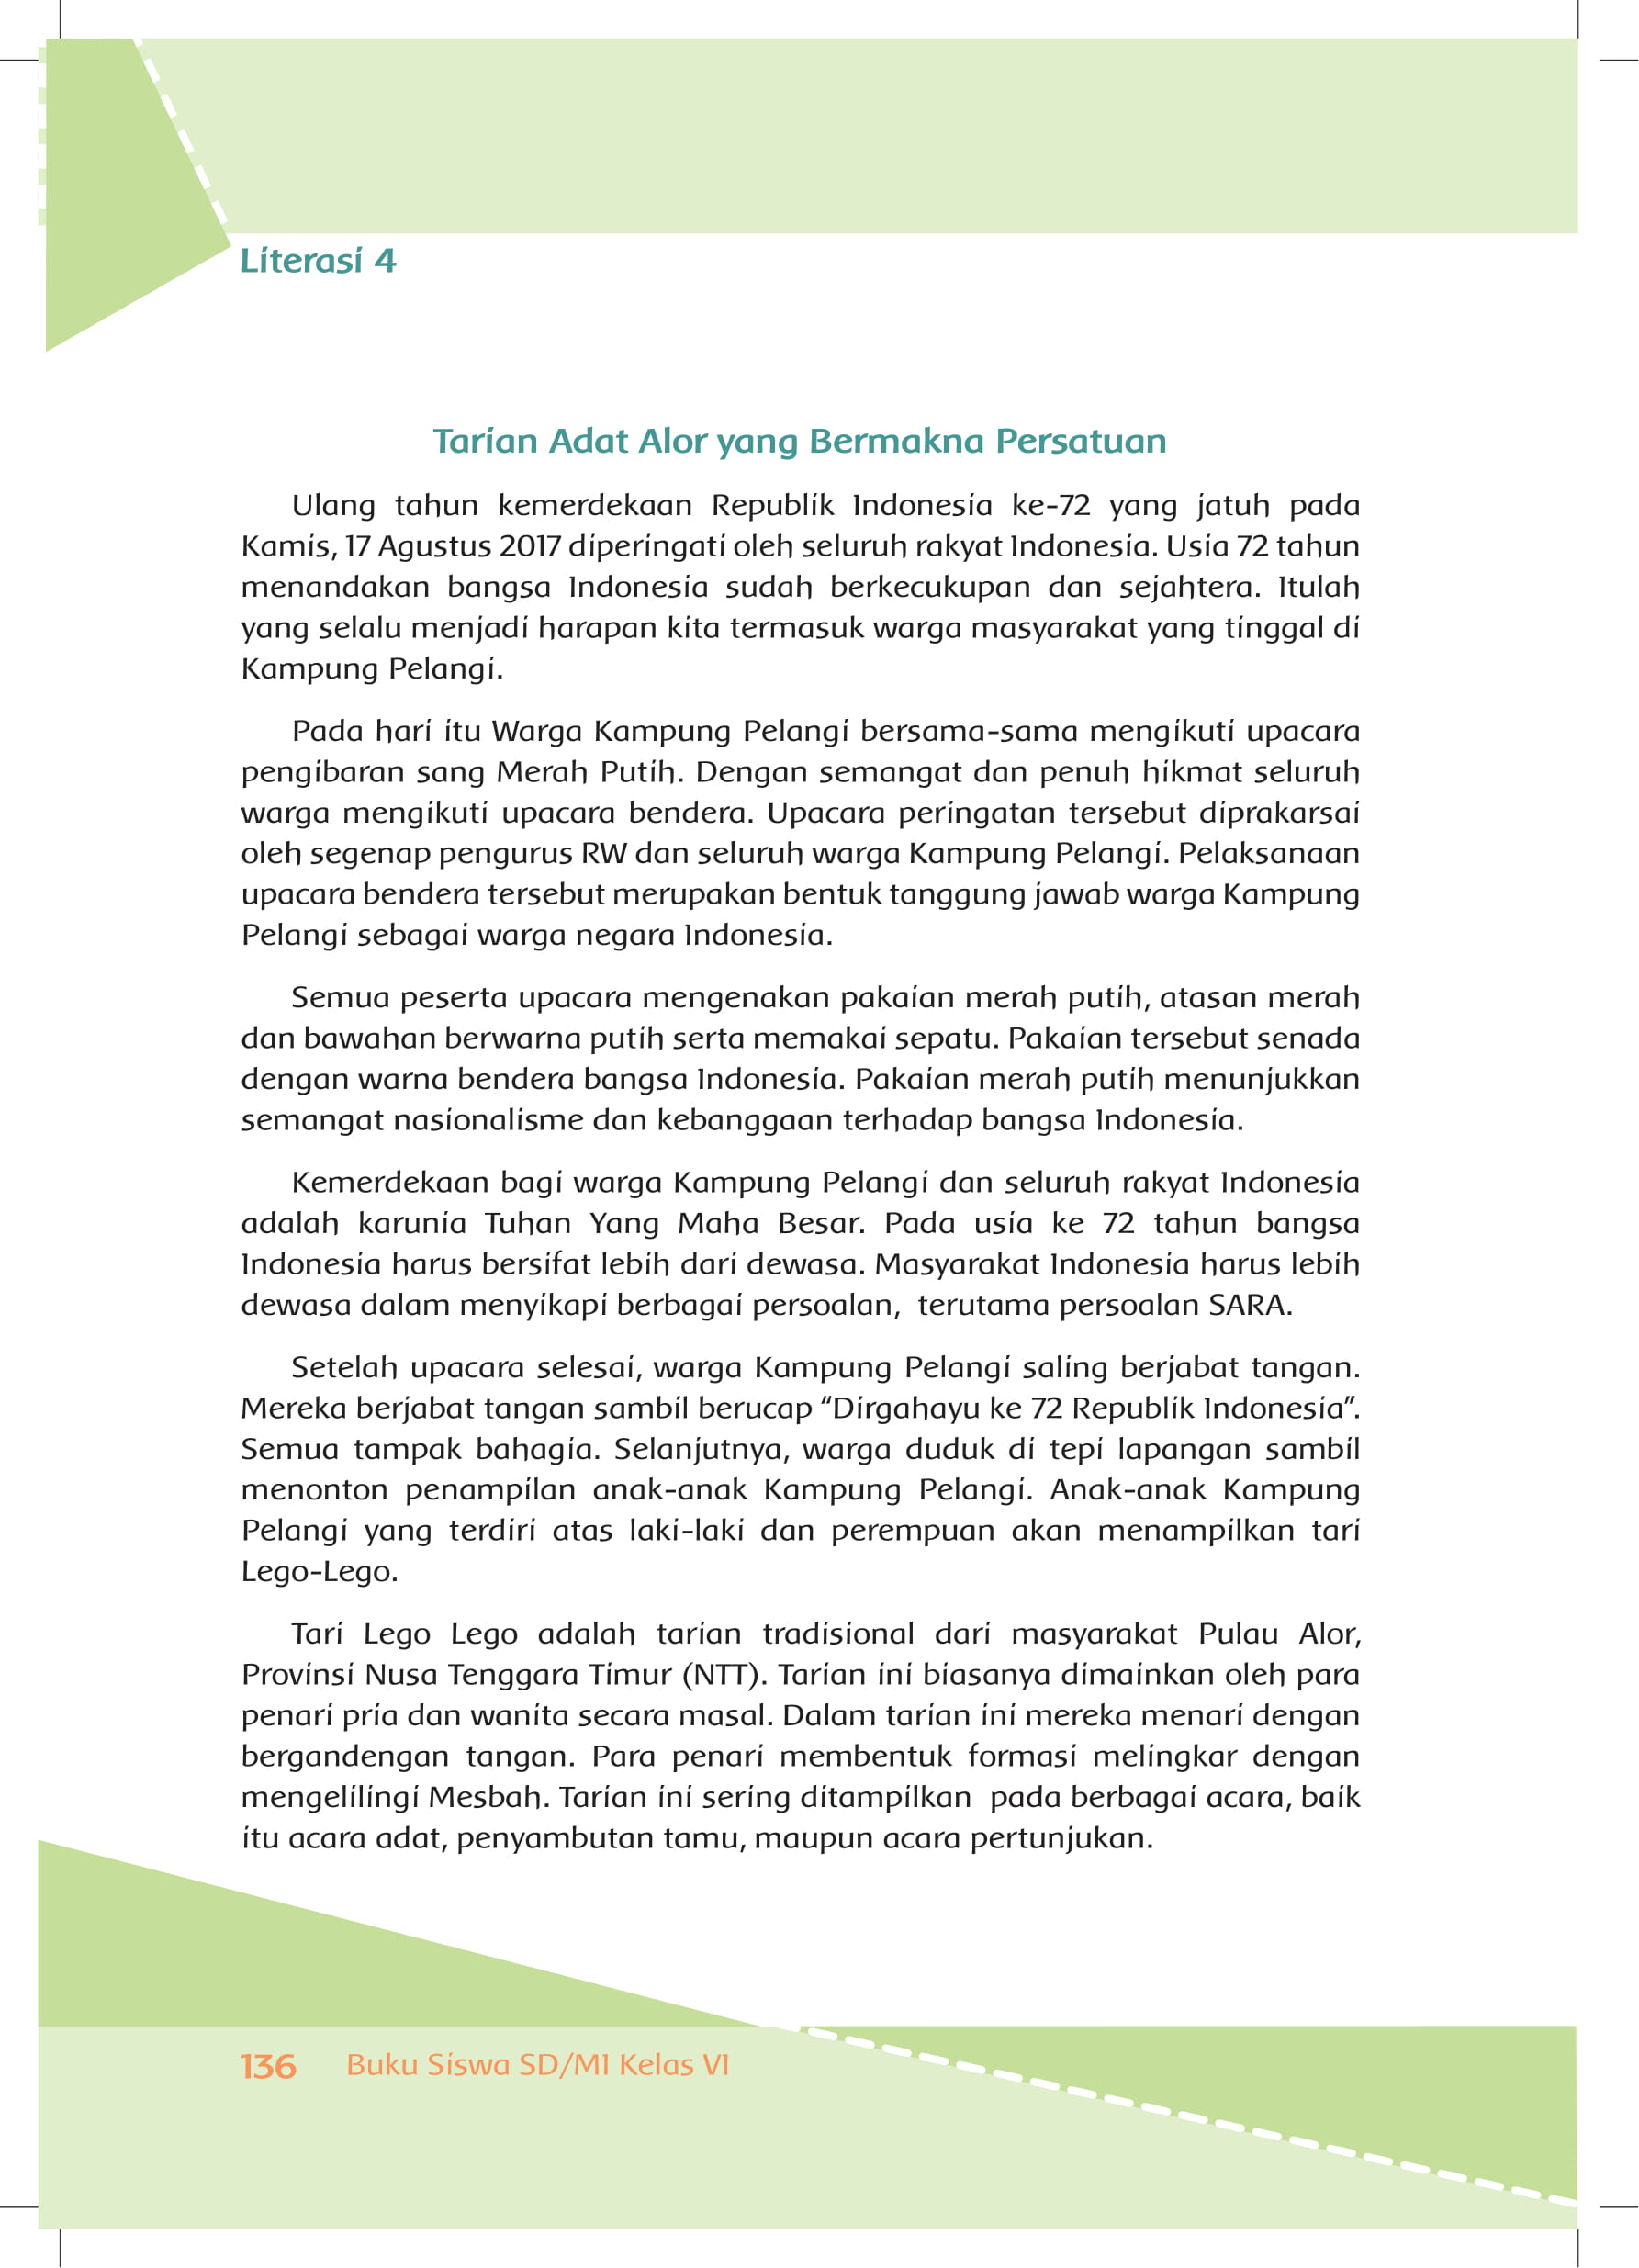 Literasi 4
Tarian Adat Alor yang Bermakna Persatuan
Ulang tahun kemerdekaan Republik Indonesia ke-72 yang jatuh pada
Kamis, 17 Agustus 2017 diperingati oleh seluruh rakyat Indonesia. Usia 72 tahun
menandakan bangsa Indonesia sudah berkecukupan dan sejahtera. Itulah
yang selalu menjadi harapan kita termasuk warga masyarakat yang tinggal di
Kampung Pelangi.
Pada hari itu Warga Kampung Pelangi bersama-sama mengikuti upacara
pengibaran sang Merah Putih. Dengan semangat dan penuh hikmat seluruh
warga mengikuti upacara bendera. Upacara peringatan tersebut diprakarsai
oleh segenap pengurus RW dan seluruh warga Kampung Pelangi. Pelaksanaan
upacara bendera tersebut merupakan bentuk tanggung jawab warga Kampung
Pelangi sebagai warga negara Indonesia.
Semua peserta upacara mengenakan pakaian merah putih, atasan merah
dan bawahan berwarna putih serta memakai sepatu. Pakaian tersebut senada
dengan warna bendera bangsa Indonesia. Pakaian merah putih menunjukkan
semangat nasionalisme dan kebanggaan terhadap bangsa Indonesia.
Kemerdekaan bagi warga Kampung Pelangi dan seluruh rakyat Indonesia
adalah karunia Tuhan Yang Maha Besar. Pada usia ke 72 tahun bangsa
Indonesia harus bersifat lebih dari dewasa. Masyarakat Indonesia harus lebih
dewasa dalam menyikapi berbagai persoalan, terutama persoalan SARA.
Setelah upacara selesai, warga Kampung Pelangi saling berjabat tangan.
Mereka berjabat tangan sambil berucap “Dirgahayu ke 72 Republik Indonesia”.
Semua tampak bahagia. Selanjutnya, warga duduk di tepi lapangan sambil
menonton penampilan anak-anak Kampung Pelangi. Anak-anak Kampung
Pelangi yang terdiri atas laki-laki dan perempuan akan menampilkan tari
Lego-Lego.
Tari Lego Lego adalah tarian tradisional dari masyarakat Pulau Alor,
Provinsi Nusa Tenggara Timur (NTT). Tarian ini biasanya dimainkan oleh para
penari pria dan wanita secara masal. Dalam tarian ini mereka menari dengan
bergandengan tangan. Para penari membentuk formasi melingkar dengan
mengelilingi Mesbah. Tarian ini sering ditampilkan pada berbagai acara, baik
itu acara adat, penyambutan tamu, maupun acara pertunjukan.
136 Buku Siswa SD/MI Kelas VI